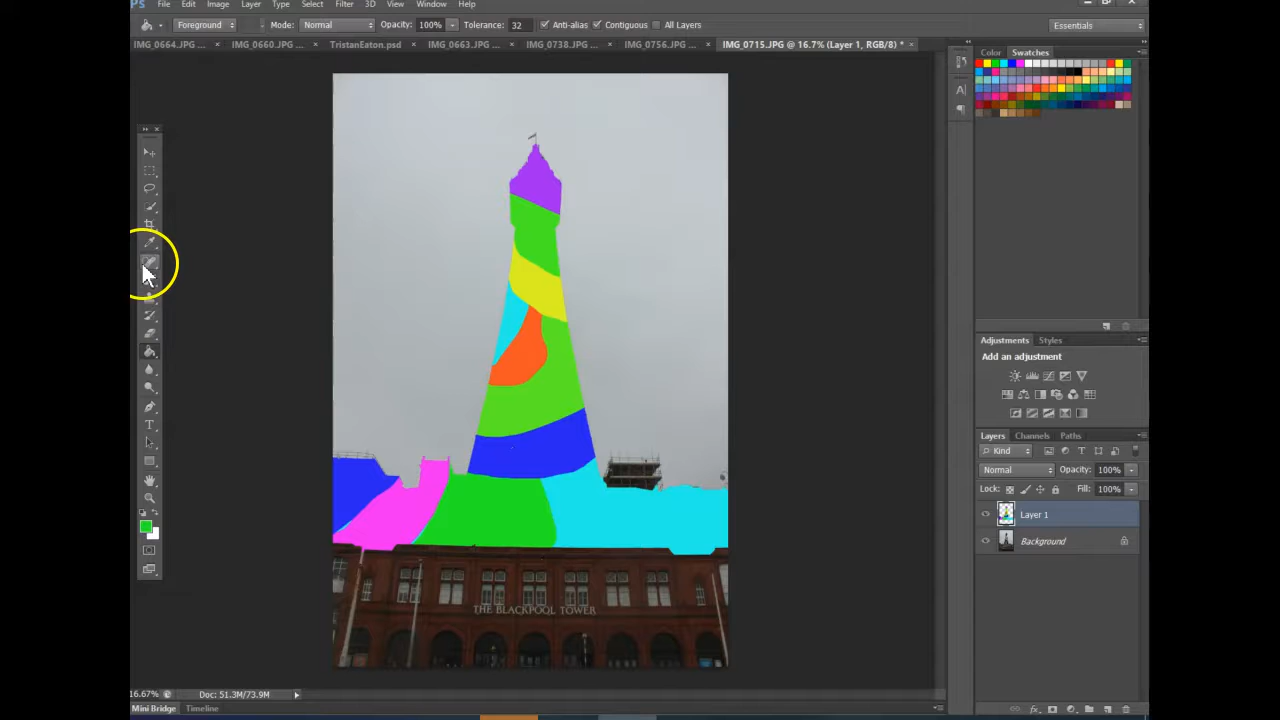 Ps File Edit Image Layer Type Select Filter 3D View Window Help
Foreground Mode: Normal Opacity: 100% Tolerance: 32 Anti-alias Contiguous All Layers Essentials
IMG_0664.JPG ... × IMG_0660.JPG ... × TristanEaton.psd × IMG_0663.JPG ... × IMG_0738.JPG ... × IMG_0756.JPG ... × IMG_0715.JPG @ 16.7% (Layer 1, RGB/8) * ×
Color Swatches
A
T
THE BLACKPOOL TOWER
Adjustments Styles
Add an adjustment
Layers Channels Paths
Kind
Normal Opacity: 100%
Lock: Fill: 100%
Layer 1
Background
16.67% Doc: 51.3M/73.9M
Mini Bridge Timeline
fx